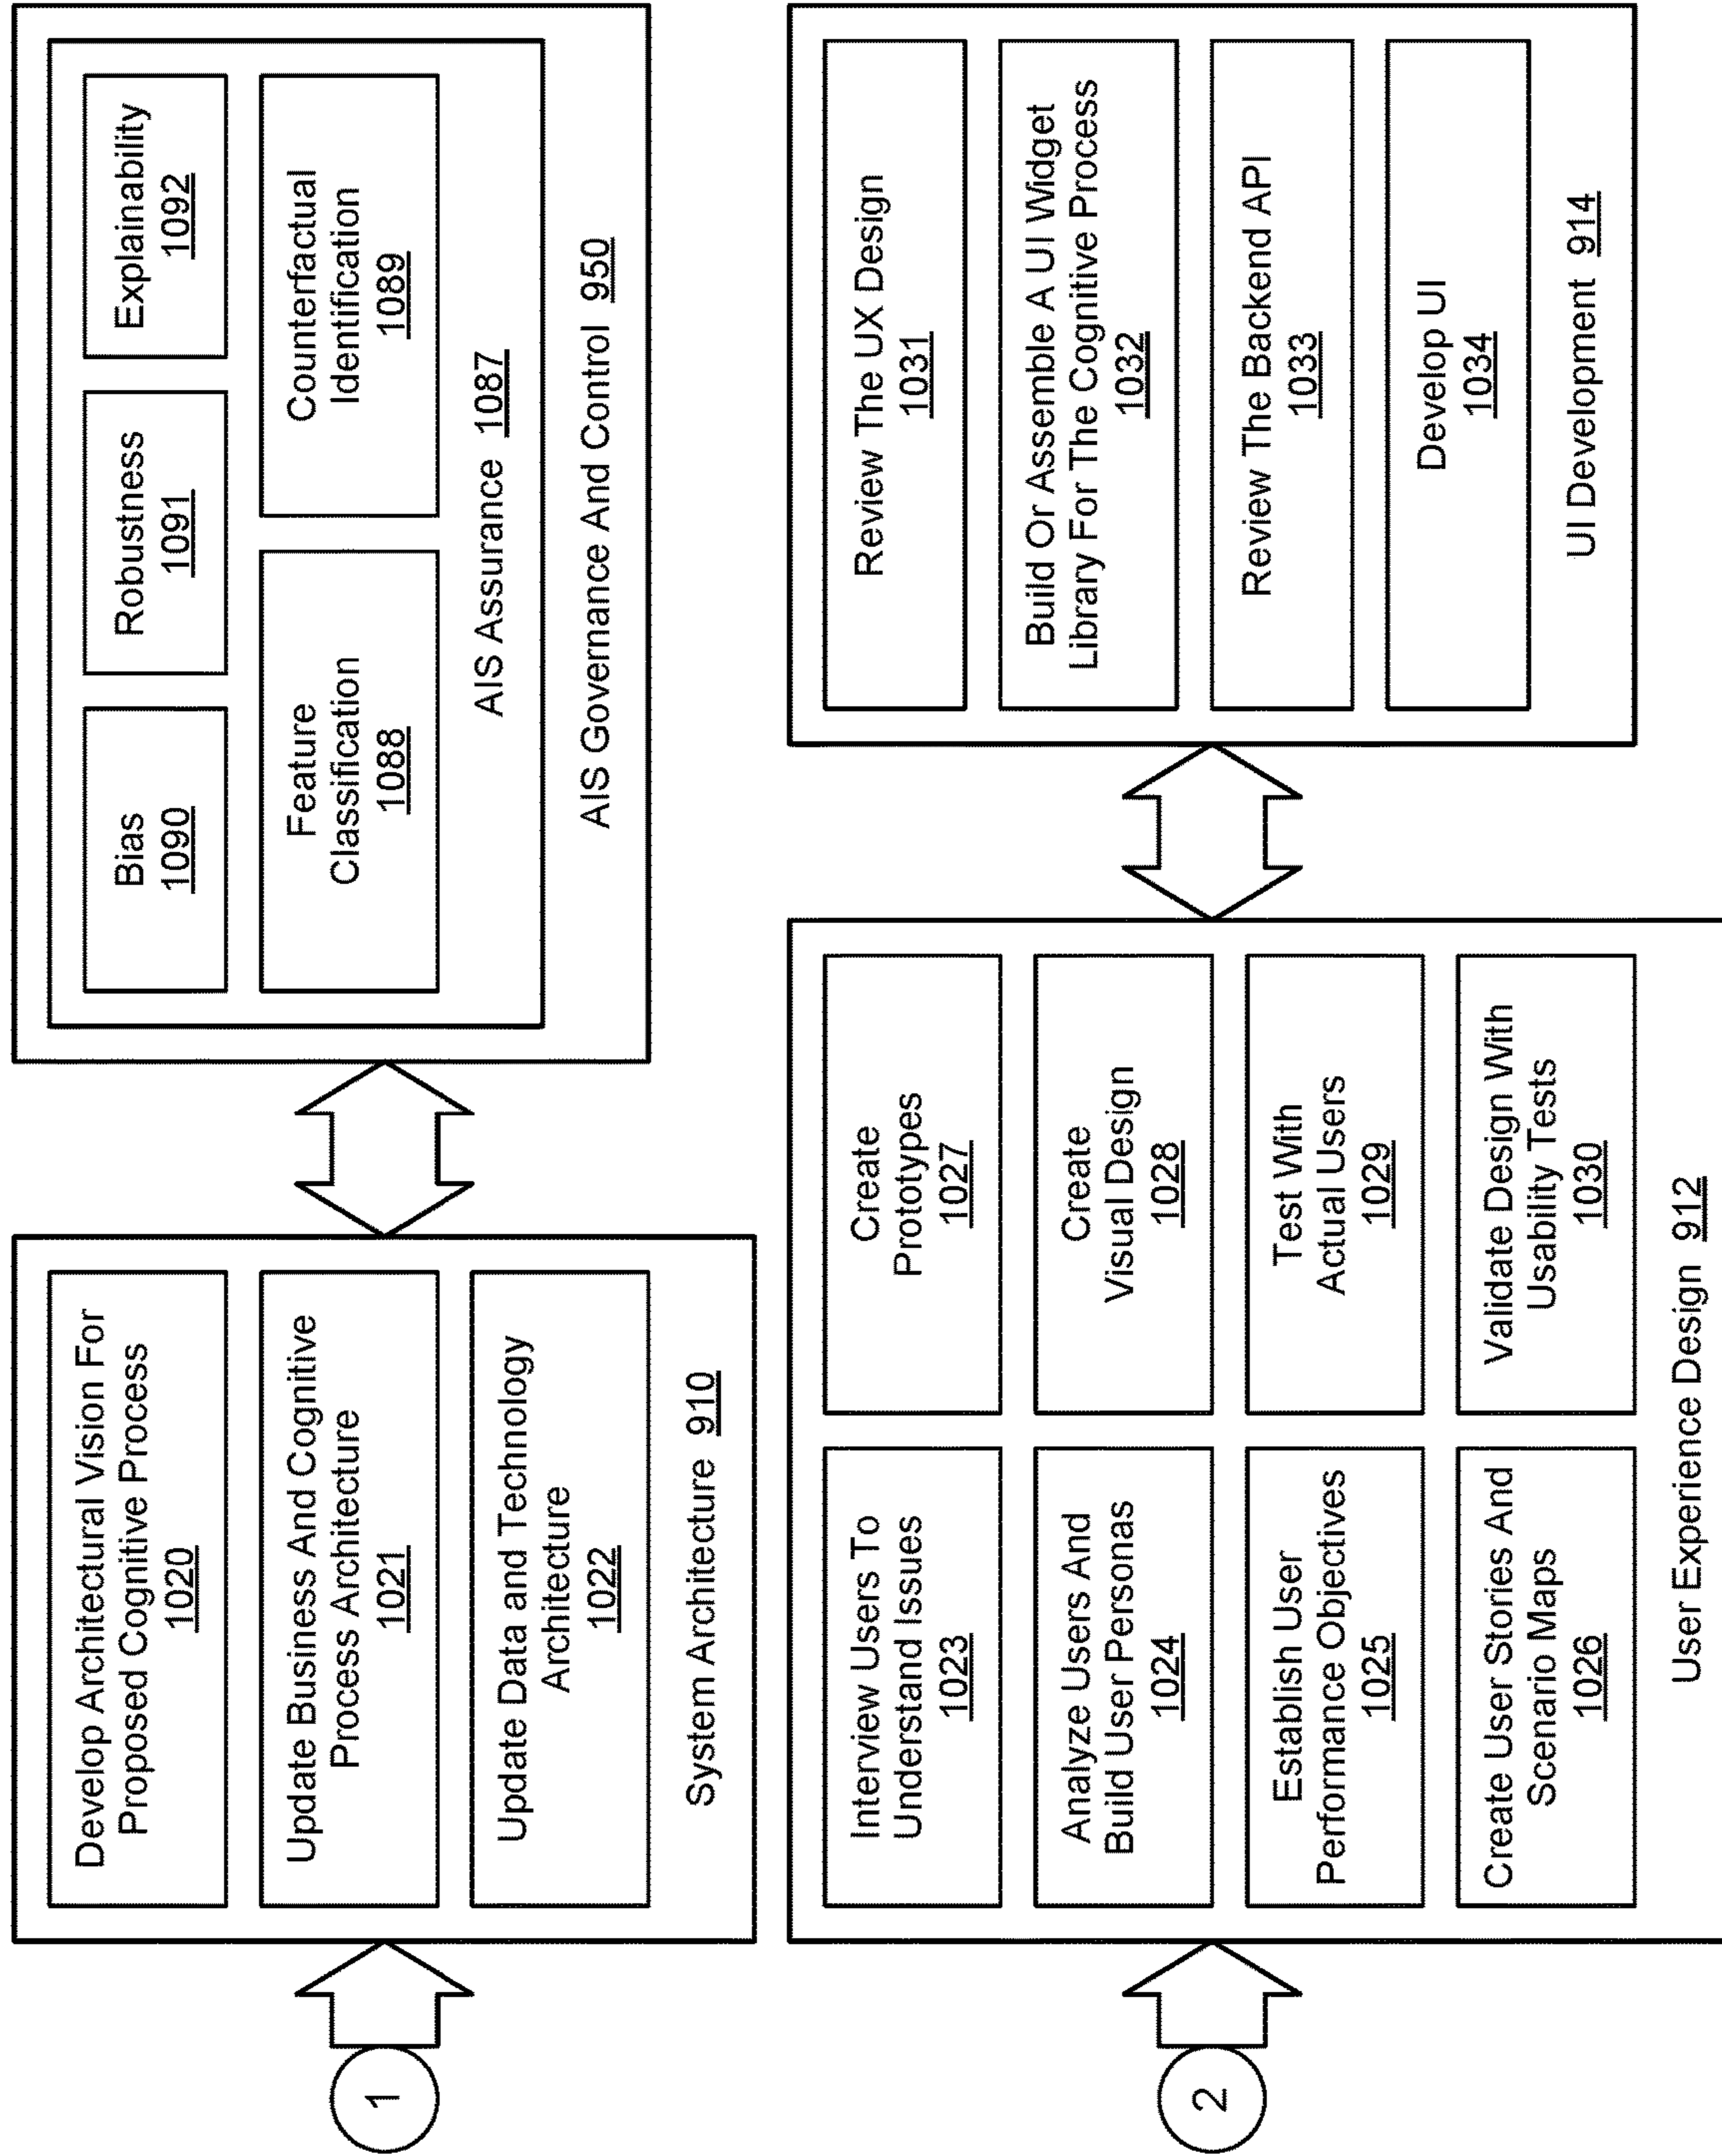 1
Develop Architectural Vision For
Proposed Cognitive Process
1020
Update Business And Cognitive
Process Architecture
1021
Update Data and Technology
Architecture
1022
System Architecture 910
Bias
1090
Robustness
1091
Explainability
1092
Feature
Classification
1088
Counterfactual
Identification
1089
AIS Assurance 1087
AIS Governance And Control 950
2
Interview Users To
Understand Issues
1023
Analyze Users And
Build User Personas
1024
Establish User
Performance Objectives
1025
Create User Stories And
Scenario Maps
1026
Create
Prototypes
1027
Create
Visual Design
1028
Test With
Actual Users
1029
Validate Design With
Usability Tests
1030
User Experience Design 912
Review The UX Design
1031
Build Or Assemble A UI Widget
Library For The Cognitive Process
1032
Review The Backend API
1033
Develop UI
1034
UI Development 914